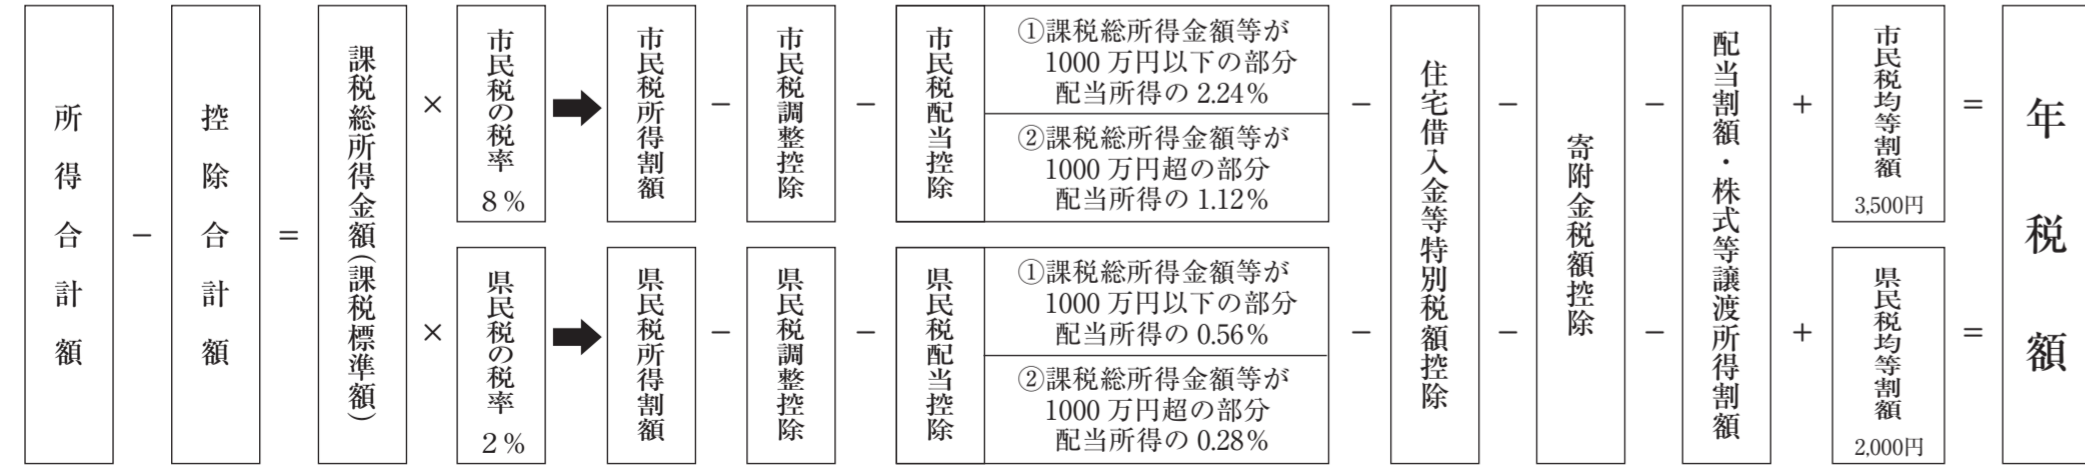 所得合計額
－
控除合計額
＝
課税総所得金額（課税標準額）
×
市民税の税率
8％
市民税所得割額
－
市民税調整控除
－
市民税配当控除
①課税総所得金額等が
1000万円以下の部分
配当所得の2.24％
②課税総所得金額等が
1000万円超の部分
配当所得の1.12％
×
県民税の税率
2％
県民税所得割額
－
県民税調整控除
－
県民税配当控除
①課税総所得金額等が
1000万円以下の部分
配当所得の0.56％
②課税総所得金額等が
1000万円超の部分
配当所得の0.28％
－
－
住宅借入金等特別税額控除
－
－
寄附金税額控除
－
－
配当割額・株式等譲渡所得割額
＋
市民税均等割額
3,500円
＝
＋
県民税均等割額
2,000円
＝
年税額